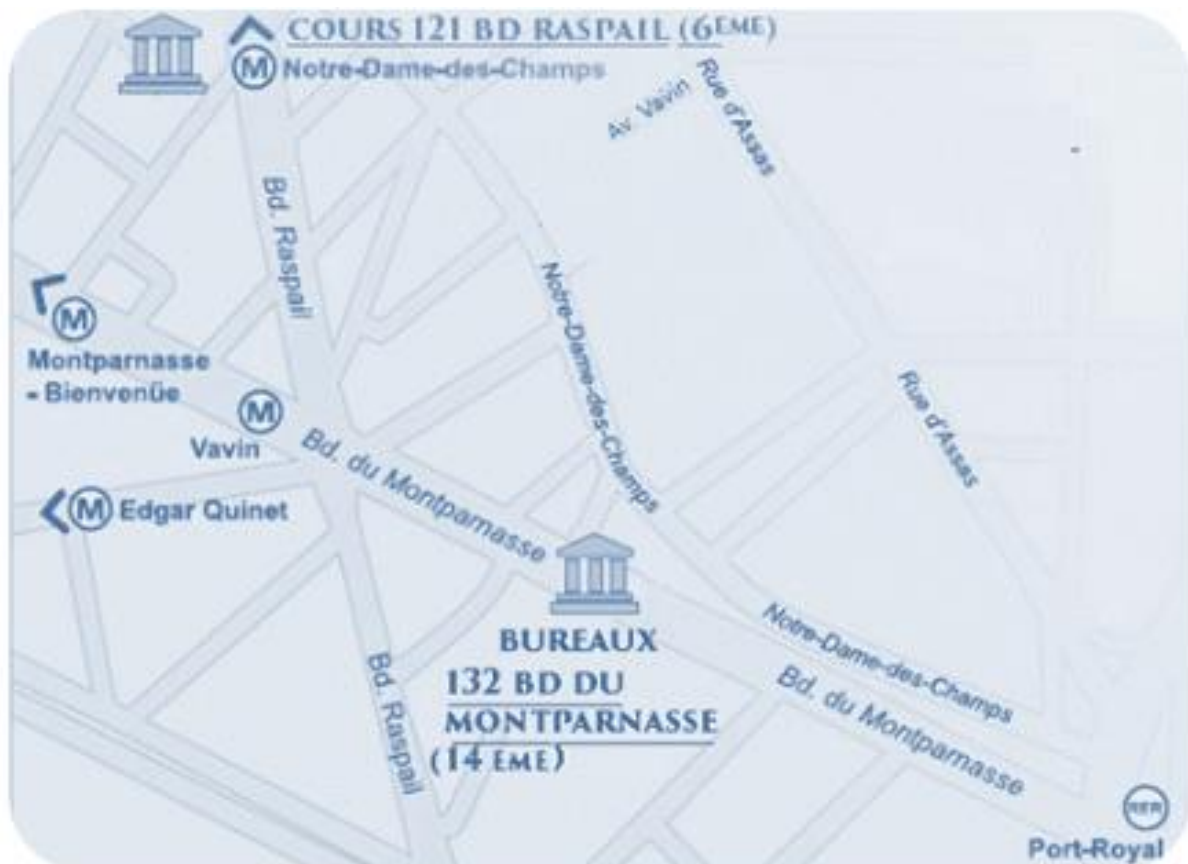 COURS 121 BD RASPAIL (6EME)
M Notre-Dame-des-Champs
Av. Vavin
Rue d'Assas
Bd. Raspail
Notre-Dame-des-Champs
M
Montparnasse
- Bienvenüe
M
Vavin
Bd. du Montparnasse
Rue d'Assas
M Edgar Quinet
BUREAUX
132 BD DU
MONTPARNASSE
(14 EME)
Bd. Raspail
Notre-Dame-des-Champs
Bd. du Montparnasse
RER
Port-Royal